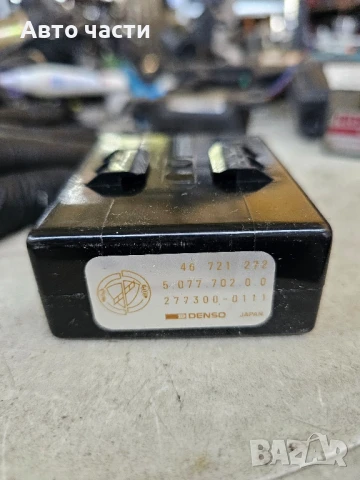 Авто части
46 721 272
5 077 702 0 0
277300-0111
DENSO JAPAN
BAZAR